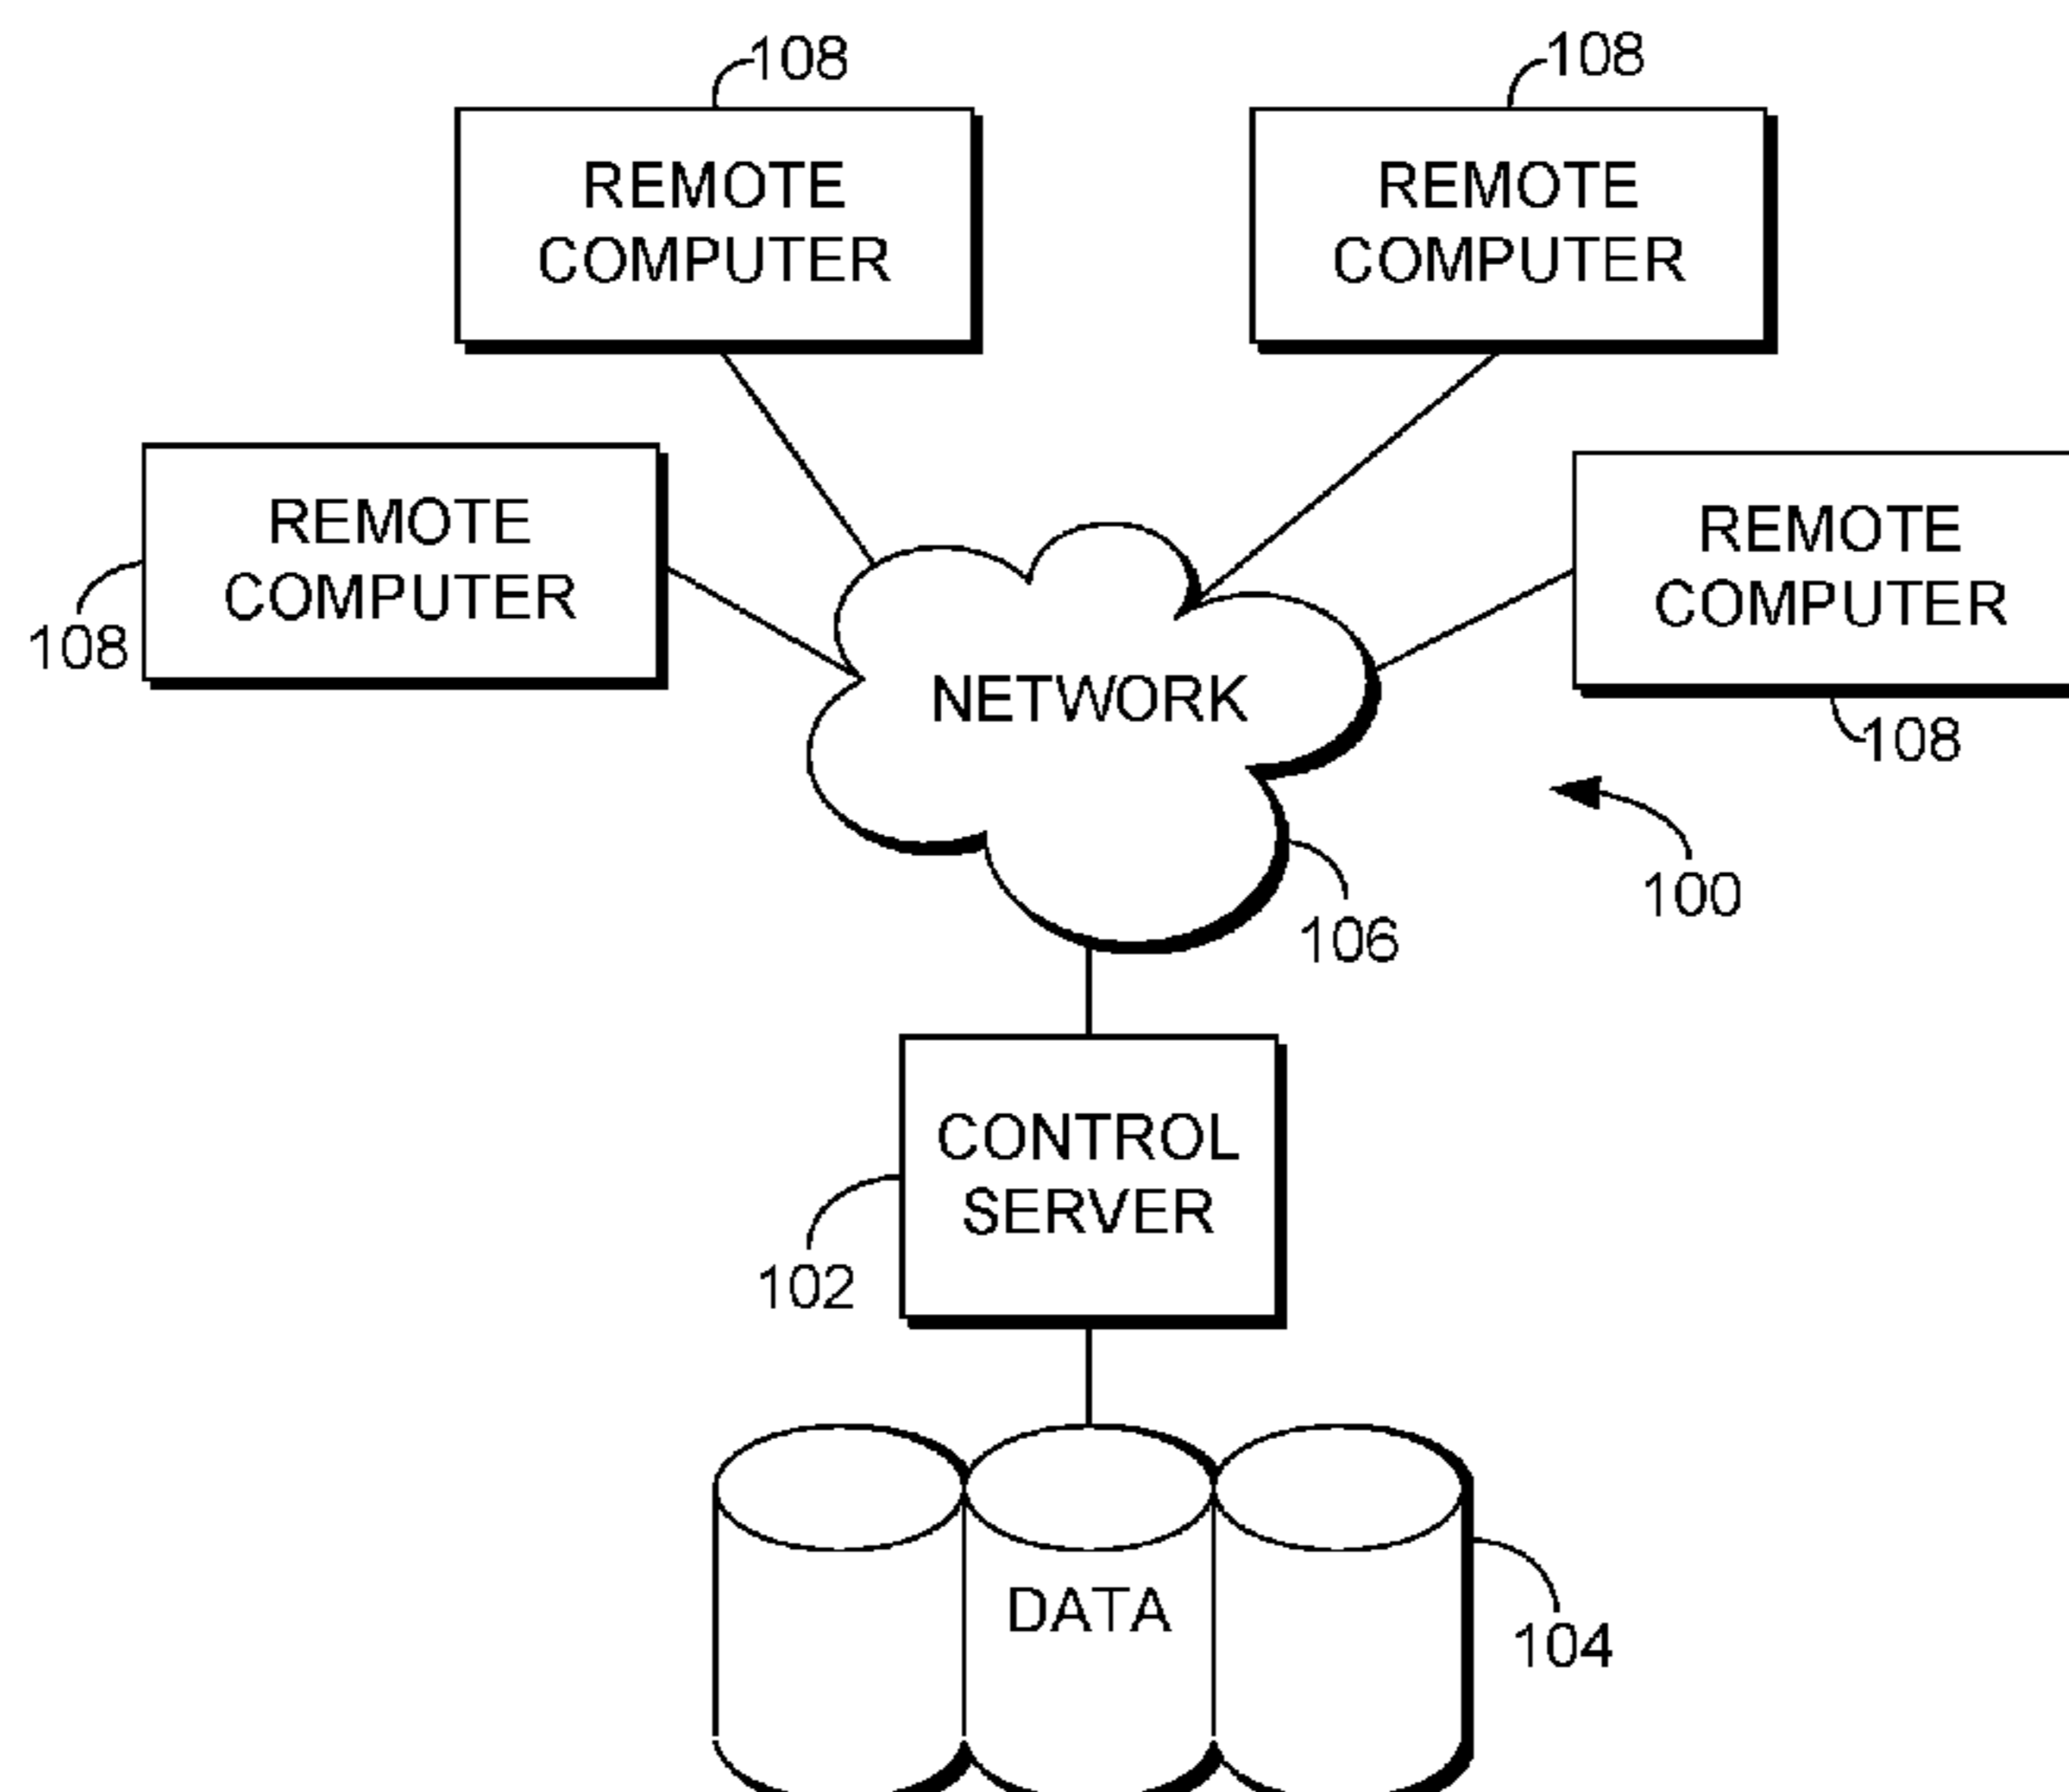 108
108
REMOTE
COMPUTER
REMOTE
COMPUTER
REMOTE
COMPUTER
108
REMOTE
COMPUTER
108
NETWORK
100
106
CONTROL
SERVER
102
DATA
104